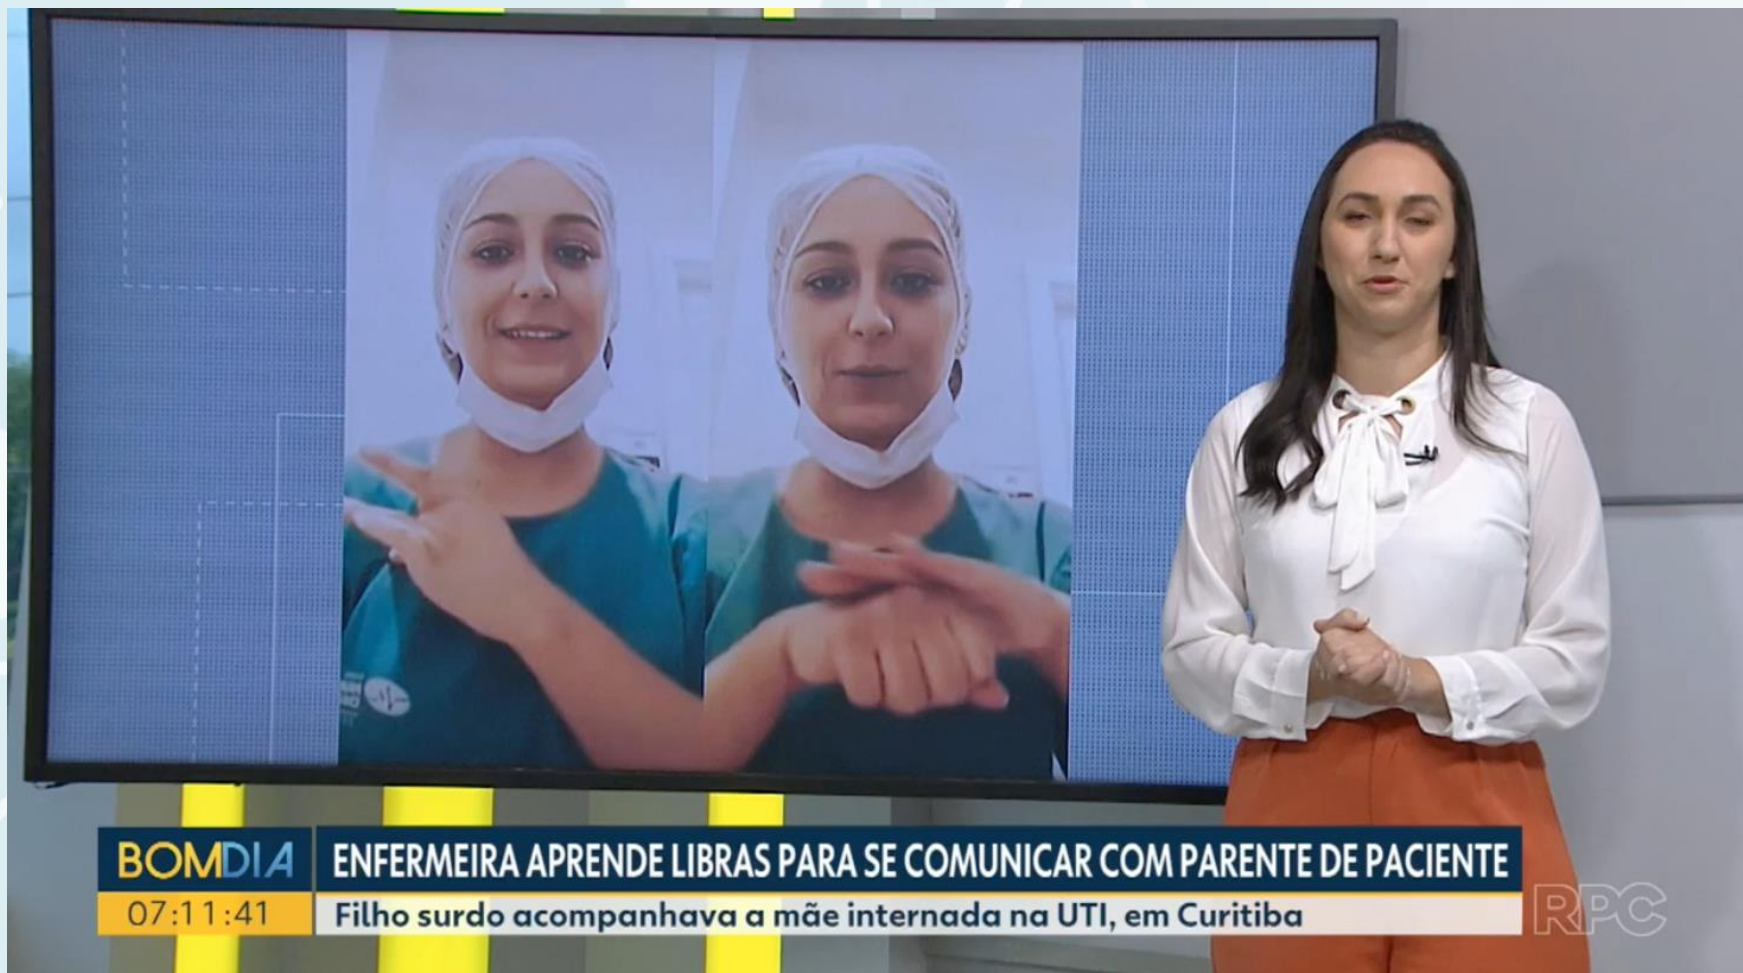 BOMDIA
ENFERMEIRA APRENDE LIBRAS PARA SE COMUNICAR COM PARENTE DE PACIENTE
07:11:41
Filho surdo acompanhava a mãe internada na UTI, em Curitiba
RPC